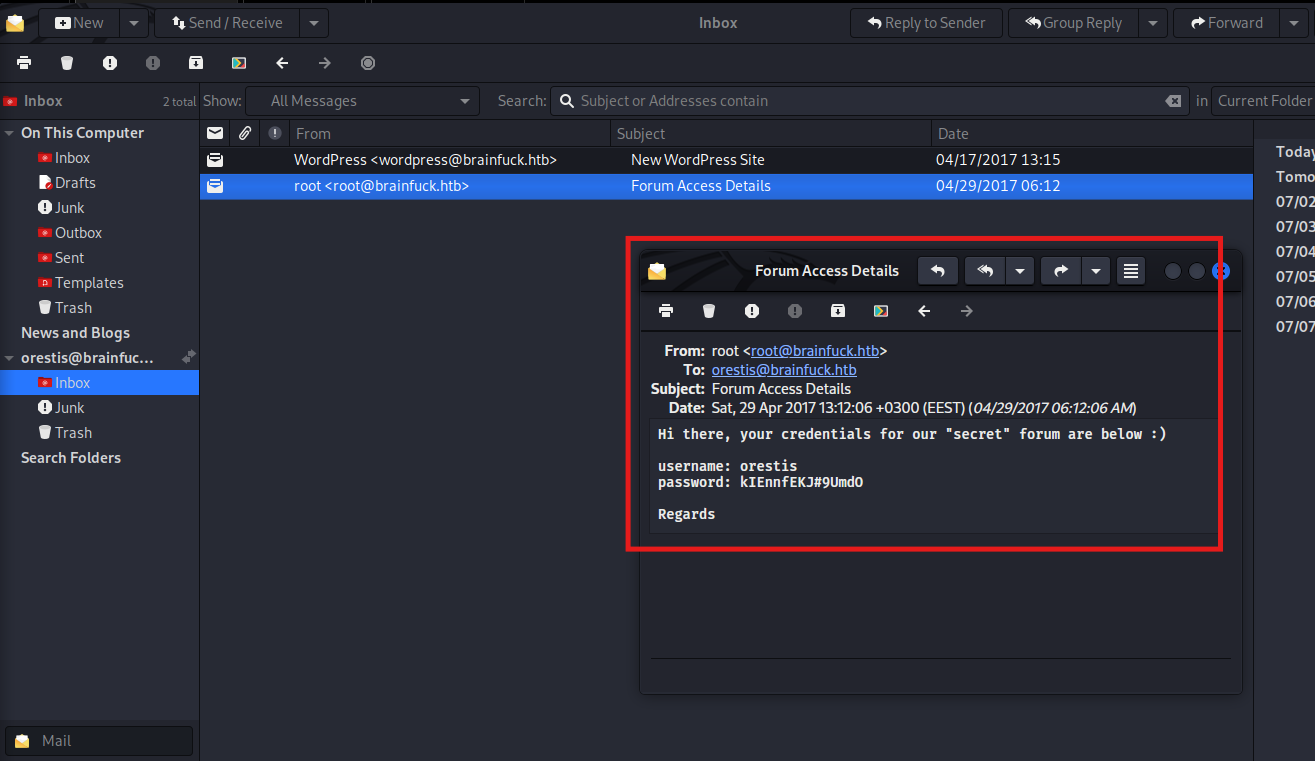 New
Send / Receive
Inbox
Reply to Sender
Group Reply
Forward
Inbox
2 total
Show:
All Messages
Search:
Subject or Addresses contain
in
Current Folder
On This Computer
Inbox
Drafts
Junk
Outbox
Sent
Templates
Trash
News and Blogs
orestis@brainfuc...
Inbox
Junk
Trash
Search Folders
Mail
From Subject Date
WordPress <wordpress@brainfuck.htb> New WordPress Site 04/17/2017 13:15
root <root@brainfuck.htb> Forum Access Details 04/29/2017 06:12
Forum Access Details
From: root <root@brainfuck.htb>
To: orestis@brainfuck.htb
Subject: Forum Access Details
Date: Sat, 29 Apr 2017 13:12:06 +0300 (EEST) (04/29/2017 06:12:06 AM)
Hi there, your credentials for our "secret" forum are below :)
username: orestis
password: kIEnnfEKJ#9UmdO
Regards
Today
Tomo
07/02
07/03
07/04
07/05
07/06
07/07